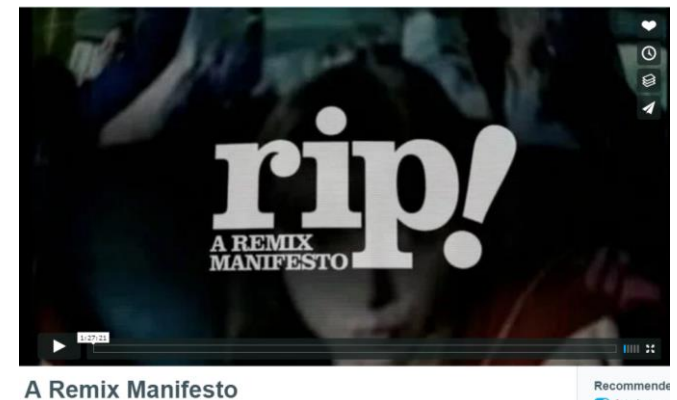 rip!
A REMIX
MANIFESTO
1:27:21
A Remix Manifesto
Recommende